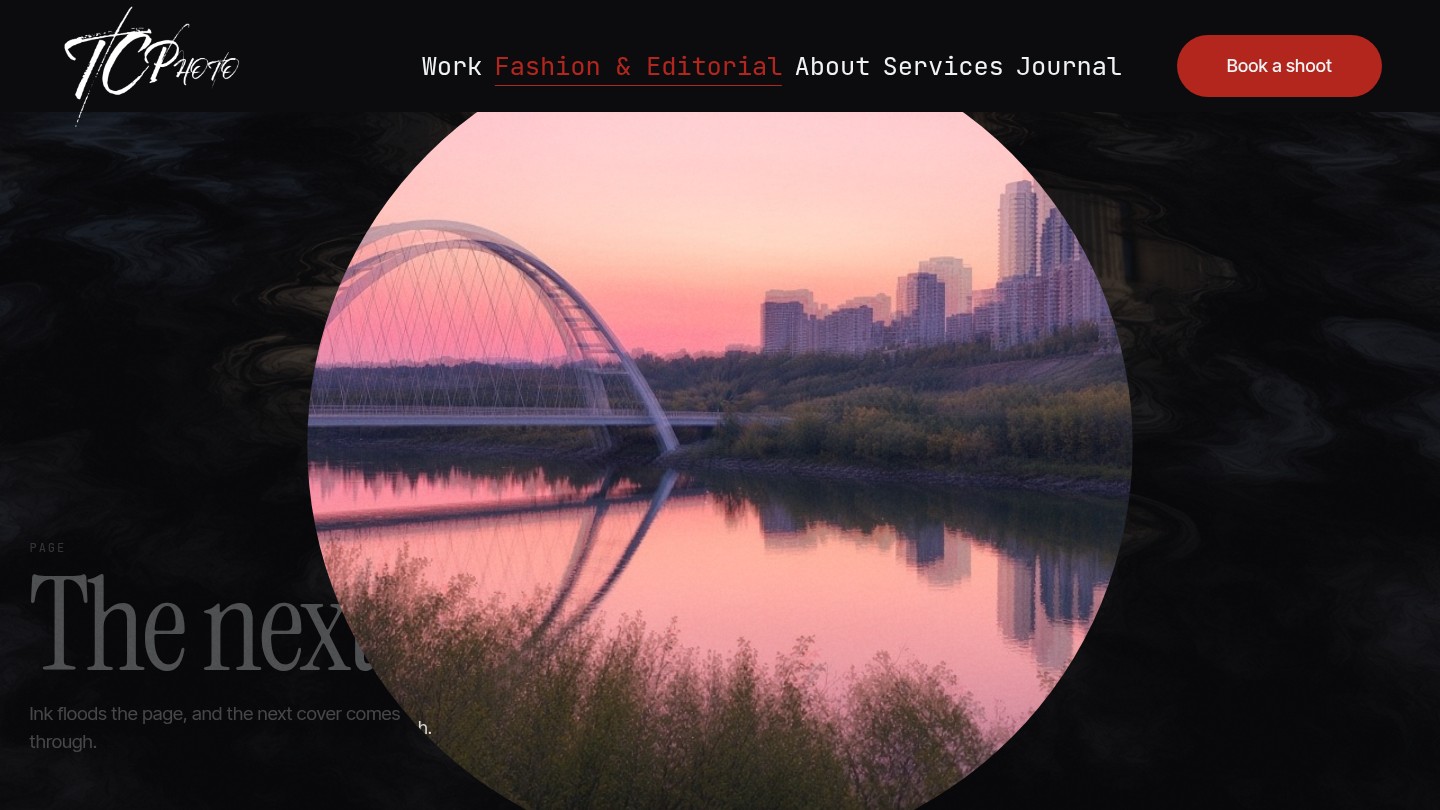 TCPHOTO
Work Fashion & Editorial About Services Journal
Book a shoot
PAGE
The next
Ink floods the page, and the next cover comes
through.
h.